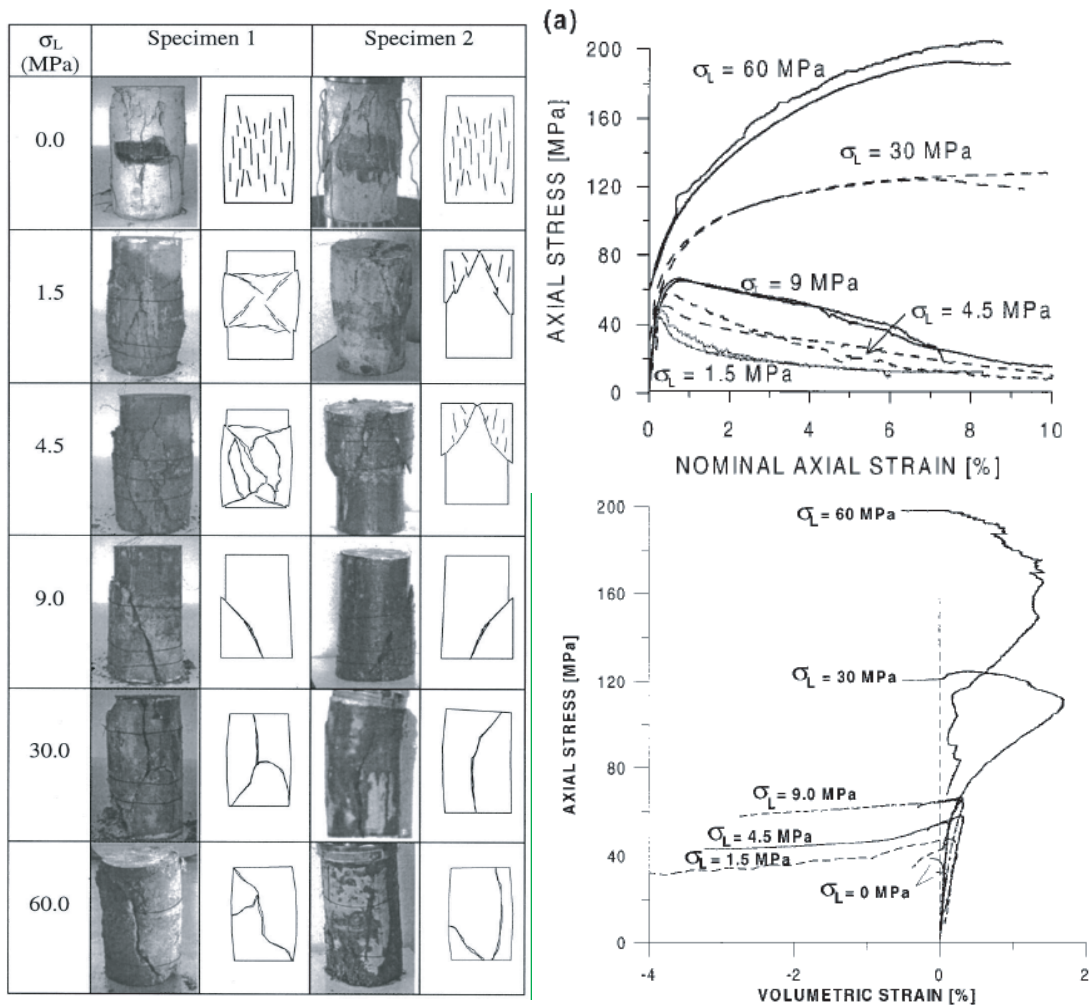 σL (MPa) Specimen 1 Specimen 2
0.0
1.5
4.5
9.0
30.0
60.0
(a)
AXIAL STRESS [MPa]
200
160
120
80
40
0
σL = 60 MPa
σL = 30 MPa
σL = 9 MPa
σL = 4.5 MPa
σL = 1.5 MPa
0 2 4 6 8 10
NOMINAL AXIAL STRAIN [%]
AXIAL STRESS [MPa]
200
160
120
80
40
0
σL = 60 MPa
σL = 30 MPa
σL = 9.0 MPa
σL = 4.5 MPa
σL = 1.5 MPa
σL = 0 MPa
-4 -2 0 2
VOLUMETRIC STRAIN [%]